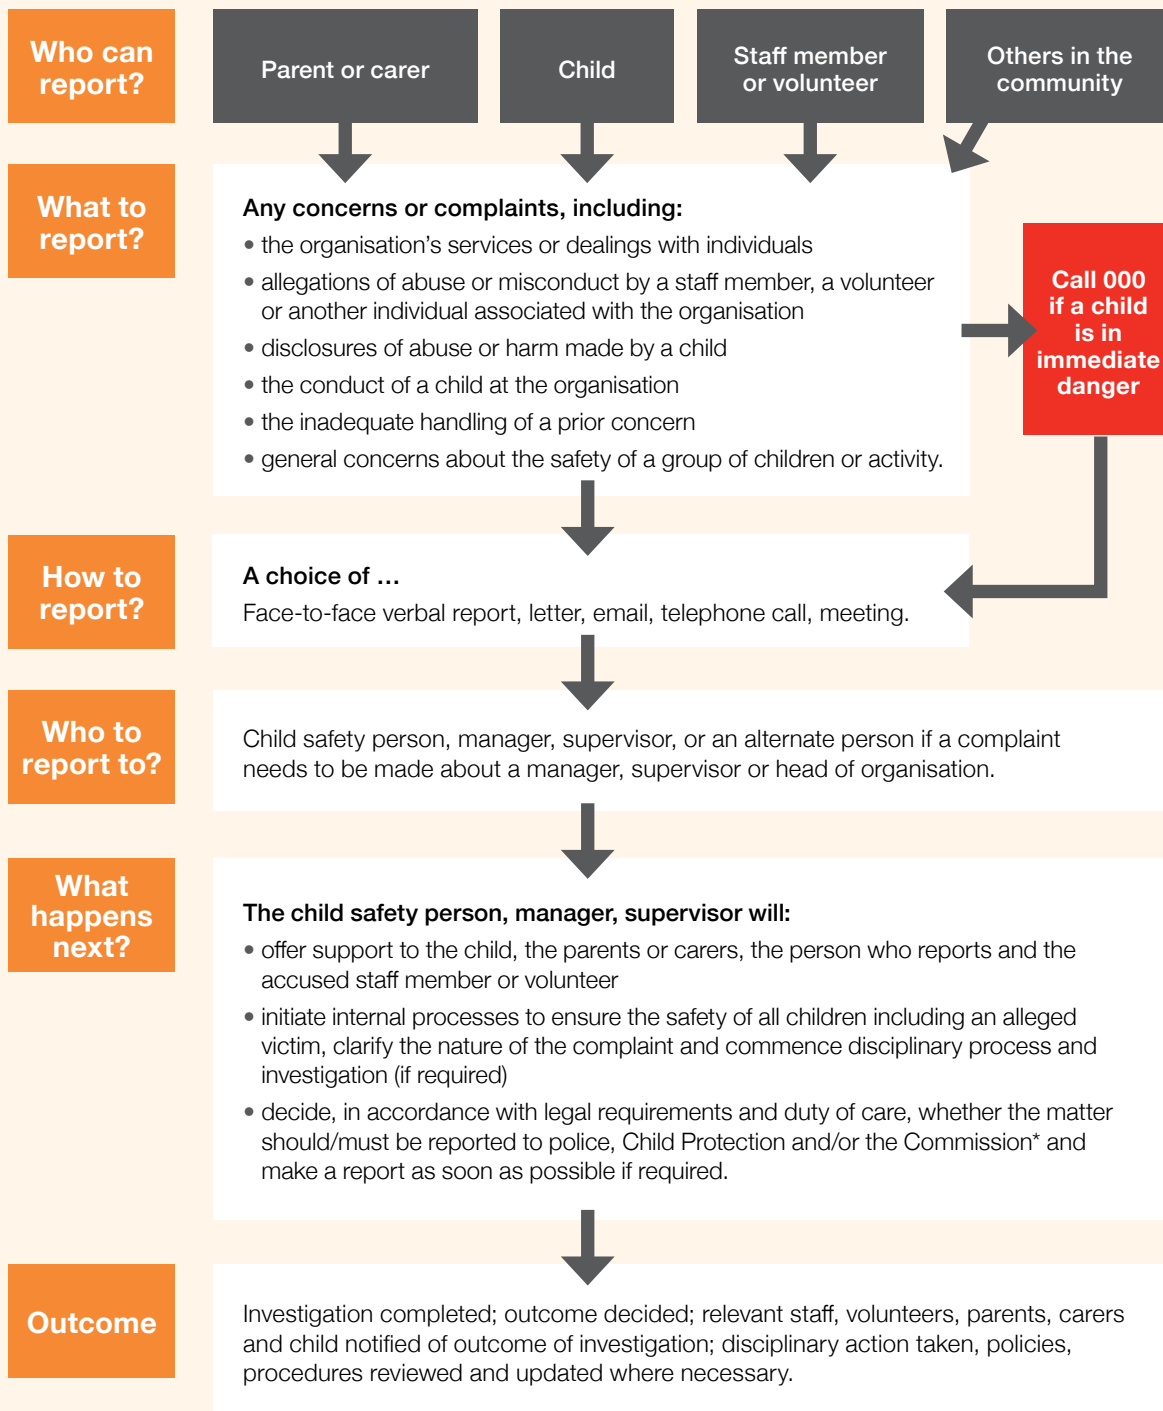 Who can
report?
Parent or carer
Child
Staff member
or volunteer
Others in the
community
What to
report?
Any concerns or complaints, including:
• the organisation’s services or dealings with individuals
• allegations of abuse or misconduct by a staff member, a volunteer
or another individual associated with the organisation
• disclosures of abuse or harm made by a child
• the conduct of a child at the organisation
• the inadequate handling of a prior concern
• general concerns about the safety of a group of children or activity.
Call 000
if a child
is in
immediate
danger
How to
report?
A choice of …
Face-to-face verbal report, letter, email, telephone call, meeting.
Who to
report to?
Child safety person, manager, supervisor, or an alternate person if a complaint
needs to be made about a manager, supervisor or head of organisation.
What
happens
next?
The child safety person, manager, supervisor will:
• offer support to the child, the parents or carers, the person who reports and the
accused staff member or volunteer
• initiate internal processes to ensure the safety of all children including an alleged
victim, clarify the nature of the complaint and commence disciplinary process and
investigation (if required)
• decide, in accordance with legal requirements and duty of care, whether the matter
should/must be reported to police, Child Protection and/or the Commission* and
make a report as soon as possible if required.
Outcome
Investigation completed; outcome decided; relevant staff, volunteers, parents, carers
and child notified of outcome of investigation; disciplinary action taken, policies,
procedures reviewed and updated where necessary.